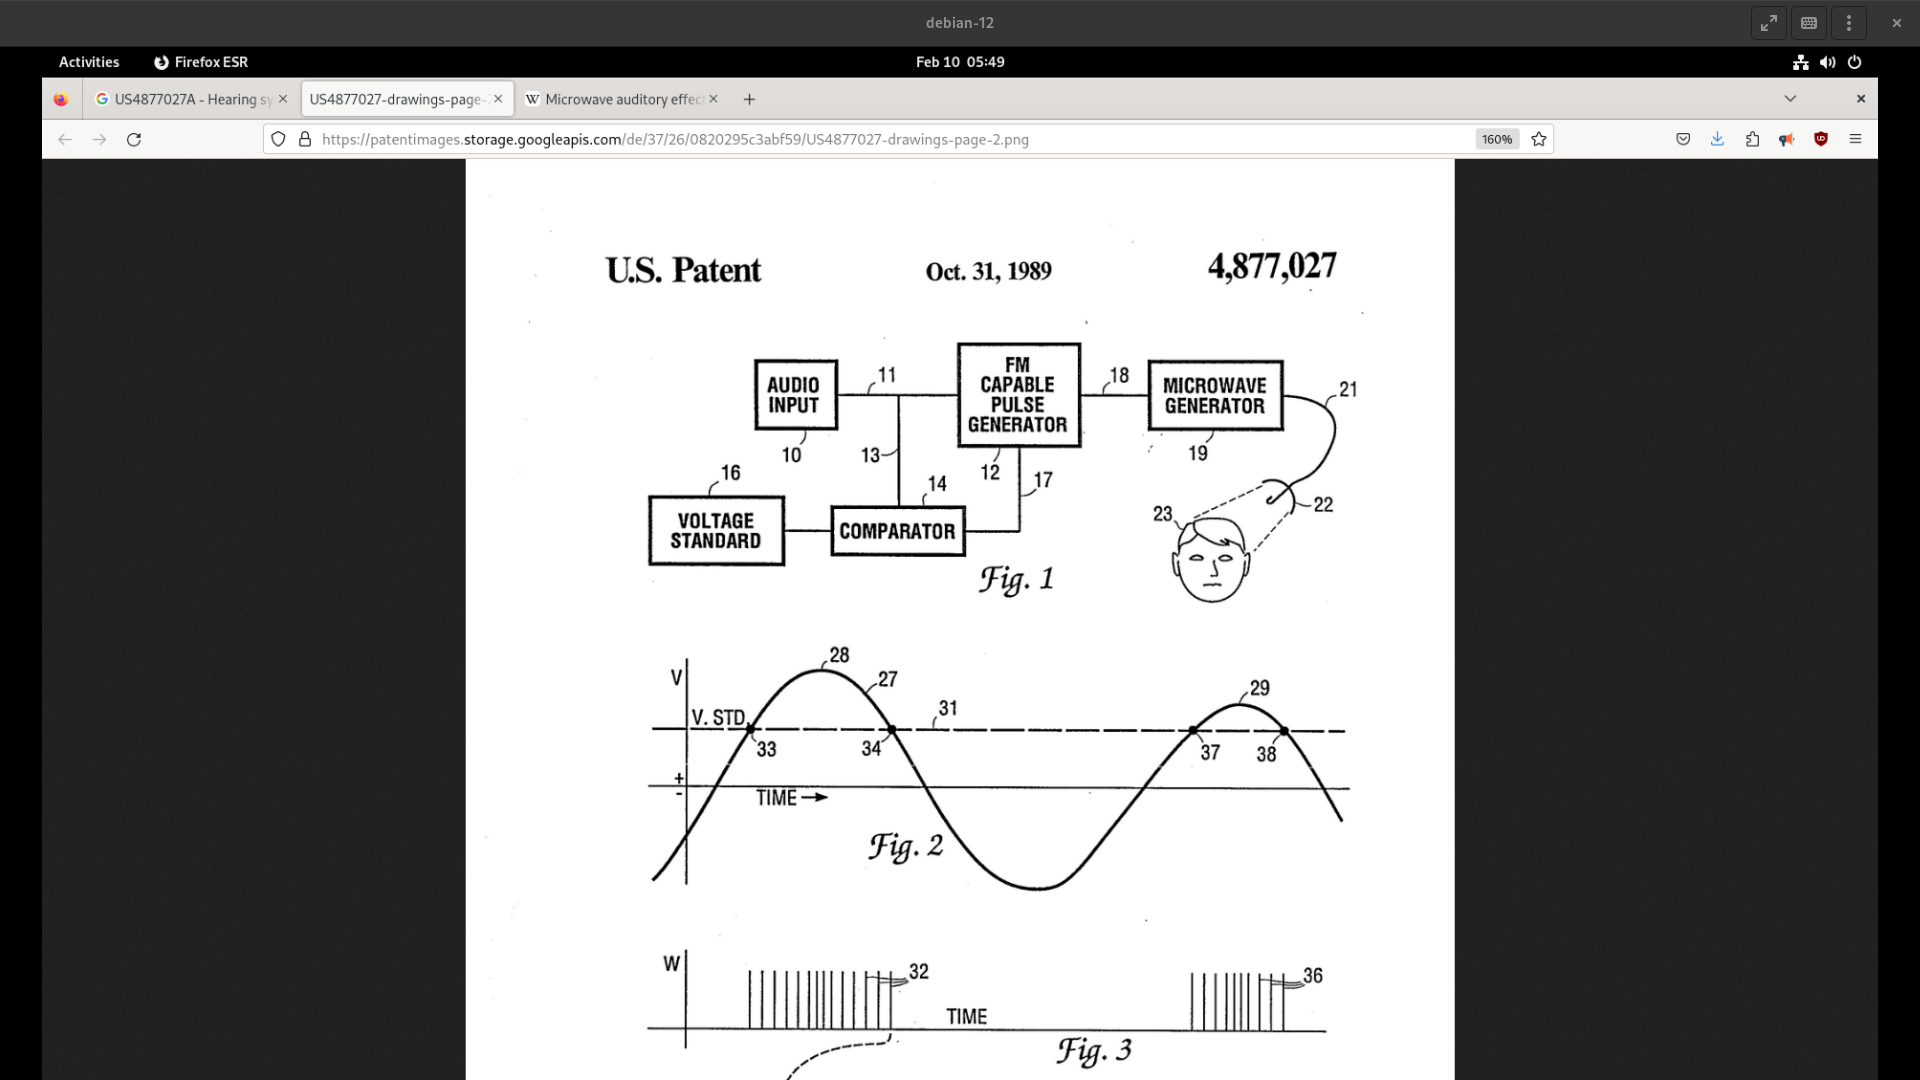 debian-12
Activities
Firefox ESR
Feb 10 05:49
US4877027A - Hearing sy
US4877027-drawings-page-
W Microwave auditory effec
https://patentimages.storage.googleapis.com/de/37/26/0820295c3abf59/US4877027-drawings-page-2.png
160%
U.S. Patent
Oct. 31, 1989
4,877,027
AUDIO
INPUT
10
11
13
FM
CAPABLE
PULSE
GENERATOR
12
17
18
MICROWAVE
GENERATOR
19
21
22
23
16
VOLTAGE
STANDARD
14
COMPARATOR
Fig. 1
V
28
27
V. STD.
31
29
33
34
37
38
+
-
TIME
Fig. 2
W
32
36
TIME
Fig. 3